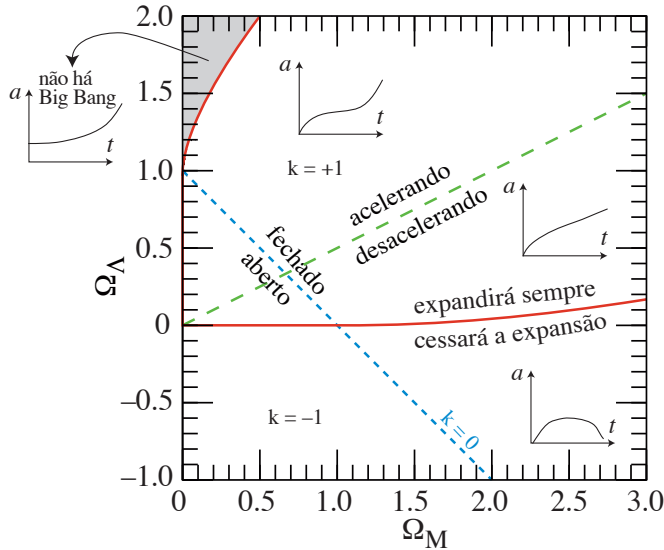 2.0
não há
Big Bang
a
t
a
t
1.5
k = +1
1.0
acelerando
desacelerando
a
t
fechado
aberto
0.5
Ω_Λ
expandirá sempre
cessará a expansão
0
a
t
–0.5
k = –1
k = 0
–1.0
0
0.5
1.0
1.5
2.0
2.5
3.0
Ω_M